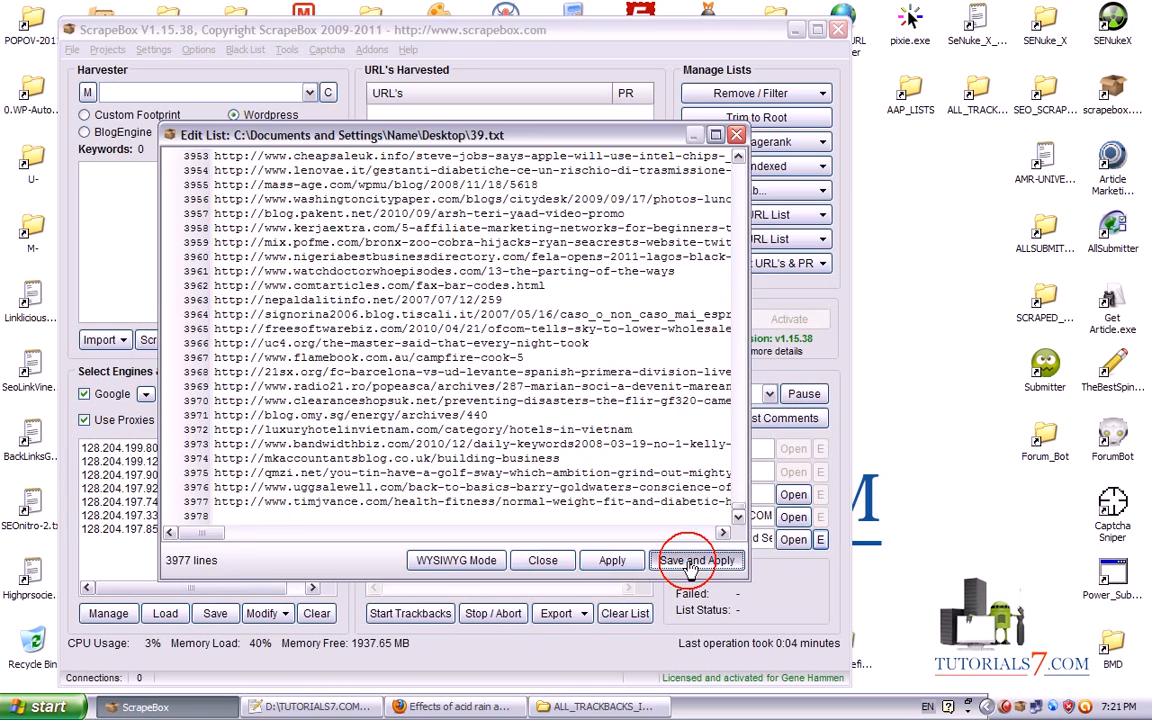 ScrapeBox V1.15.38, Copyright ScrapeBox 2009-2011 - http://www.scrapebox.com
File Projects Settings Options Black List Tools Captcha Addons Help
Harvester
M
C
Custom Footprint
Wordpress
BlogEngine
Keywords: 0
URL's Harvested
URL's PR
Manage Lists
Remove / Filter
Trim to Root
Edit List: C:\Documents and Settings\Name\Desktop\39.txt
3953 http://www.cheapsaleuk.info/steve-jobs-says-apple-will-use-intel-chips-
3954 http://www.lenovae.it/gestanti-diabetiche-ce-un-rischio-di-trasmissione-
3955 http://mass-age.com/wpmu/blog/2008/11/18/5618
3956 http://www.washingtoncitypaper.com/blogs/citydesk/2009/09/17/photos-lunc
3957 http://blog.pakent.net/2010/09/arsh-teri-yaad-video-promo
3958 http://www.kerjaextra.com/5-affiliate-marketing-networks-for-beginners-t
3959 http://mix.pofme.com/bronx-zoo-cobra-hijacks-ryan-seacrests-website-twit
3960 http://www.nigeriabestbusinessdirectory.com/fela-opens-2011-lagos-black-
3961 http://www.watchdoctorwhoepisodes.com/13-the-parting-of-the-ways
3962 http://www.comtarticles.com/fax-bar-codes.html
3963 http://nepaldalitinfo.net/2007/07/12/259
3964 http://signorina2006.blog.tiscali.it/2007/05/16/caso_o_non_caso_mai_espr
3965 http://freesoftwarebiz.com/2010/04/21/ofcom-tells-sky-to-lower-wholesale
3966 http://uc4.org/the-master-said-that-every-night-took
3967 http://www.flamebook.com.au/campfire-cook-5
3968 http://21sx.org/fc-barcelona-vs-ud-levante-spanish-primera-division-live
3969 http://www.radio21.ro/popeasca/archives/287-marian-soci-a-devenit-marean
3970 http://www.clearanceshopuk.net/preventing-disasters-the-flir-gf320-came
3971 http://blog.omy.sg/energy/archives/440
3972 http://luxuryhotelinvietnam.com/category/hotels-in-vietnam
3973 http://www.bandwidthbiz.com/2010/12/daily-keywords2008-03-19-no-1-kelly-
3974 http://mkaccountantsblog.co.uk/building-business
3975 http://qmzi.net/you-tin-have-a-golf-sway-which-ambition-grind-out-mighty
3976 http://www.uggsalewell.com/back-to-basics-barry-goldwaters-conscience-of
3977 http://www.timjvance.com/health-fitness/normal-weight-fit-and-diabetic-h
3978
3977 lines
WYSIWYG Mode Close Apply Save and Apply
agerank
ndexed
b...
URL List
URL List
URL's & PR
Activate
sion: v1.15.38
more details
Pause
st Comments
Open E
Open
Open
.COM Open
d Se Open E
Import
Scr
Select Engines &
Google
Use Proxies
128.204.199.80
128.204.199.12
128.204.197.90
128.204.197.92
128.204.197.74
128.204.197.33
128.204.197.85
Manage Load Save Modify Clear
Start Trackbacks Stop / Abort Export Clear List
Failed: -
List Status: -
CPU Usage: 3% Memory Load: 40% Memory Free: 1937.65 MB
Last operation took 0:04 minutes
Connections: 0
Licensed and activated for Gene Hammen
POPOV-201
0.WP-Auto...
U-
M-
Linklicious...
SeoLinkVine...
BackLinksG...
SEOnitro-2.t
Highprsocie...
Recycle Bin
URL
pixie.exe
SeNuke_X_...
SENuke_X
SENukeX
AAP_LISTS
ALL_TRACK...
SEO_SCRAP...
scrapebox....
AMR-UNIVE...
Article Marketi...
ALLSUBMIT...
AllSubmitter
SCRAPED_...
Get Article.exe
Submitter
TheBestSpin...
Forum_Bot
ForumBot
Captcha Sniper
Power_Sub...
BMD
TUTORIALS7.COM
start
ScrapeBox
D:\TUTORIALS7.COM...
Effects of acid rain a...
ALL_TRACKBACKS_I...
EN
7:21 PM